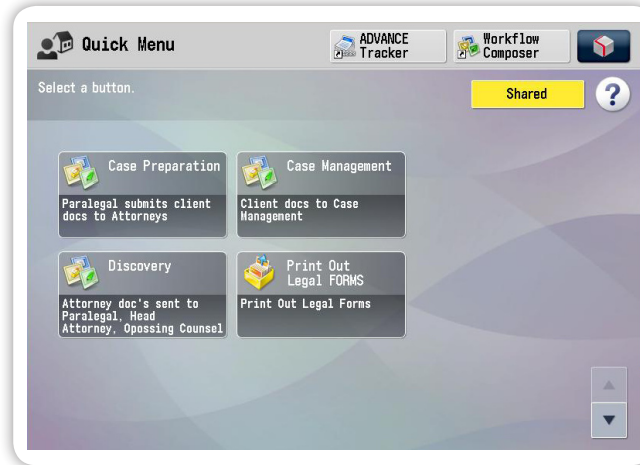 Quick Menu
ADVANCE
Tracker
Workflow
Composer
Select a button.
Shared
?
Case Preparation
Paralegal submits client
docs to Attorneys
Case Management
Client docs to Case
Management
Discovery
Attorney doc's sent to
Paralegal, Head
Attorney, Opossing Counsel
Print Out
Legal FORMS
Print Out Legal Forms